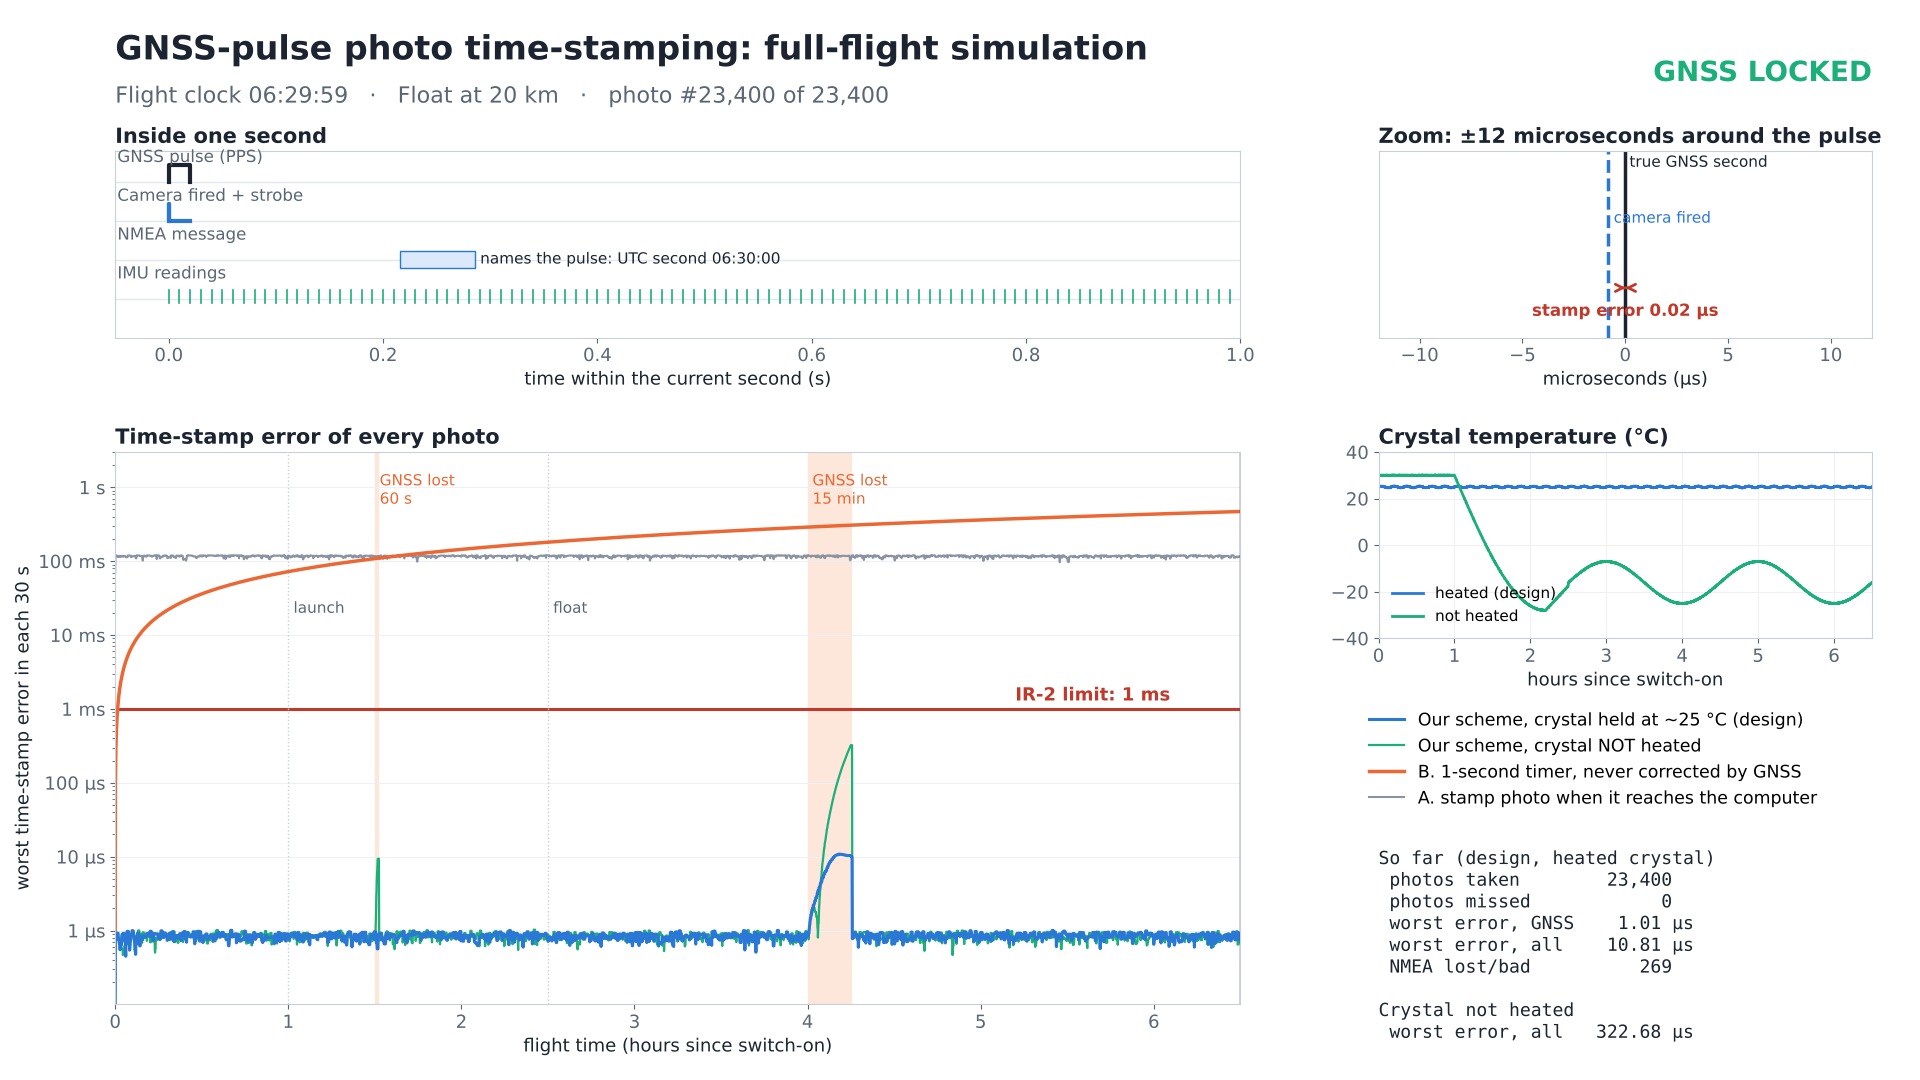 GNSS-pulse photo time-stamping: full-flight simulation
GNSS LOCKED
Flight clock 06:29:59 · Float at 20 km · photo #23,400 of 23,400
Inside one second
GNSS pulse (PPS)
Camera fired + strobe
NMEA message
names the pulse: UTC second 06:30:00
IMU readings
0.0 0.2 0.4 0.6 0.8 1.0
time within the current second (s)
Zoom: ±12 microseconds around the pulse
true GNSS second
camera fired
stamp error 0.02 µs
−10 −5 0 5 10
microseconds (µs)
Time-stamp error of every photo
worst time-stamp error in each 30 s
1 s
100 ms
10 ms
1 ms
100 µs
10 µs
1 µs
GNSS lost
60 s
GNSS lost
15 min
launch
float
IR-2 limit: 1 ms
0 1 2 3 4 5 6
flight time (hours since switch-on)
Crystal temperature (°C)
40
20
0
−20
−40
heated (design)
not heated
0 1 2 3 4 5 6
hours since switch-on
Our scheme, crystal held at ~25 °C (design)
Our scheme, crystal NOT heated
B. 1-second timer, never corrected by GNSS
A. stamp photo when it reaches the computer
So far (design, heated crystal)
photos taken 23,400
photos missed 0
worst error, GNSS 1.01 µs
worst error, all 10.81 µs
NMEA lost/bad 269
Crystal not heated
worst error, all 322.68 µs